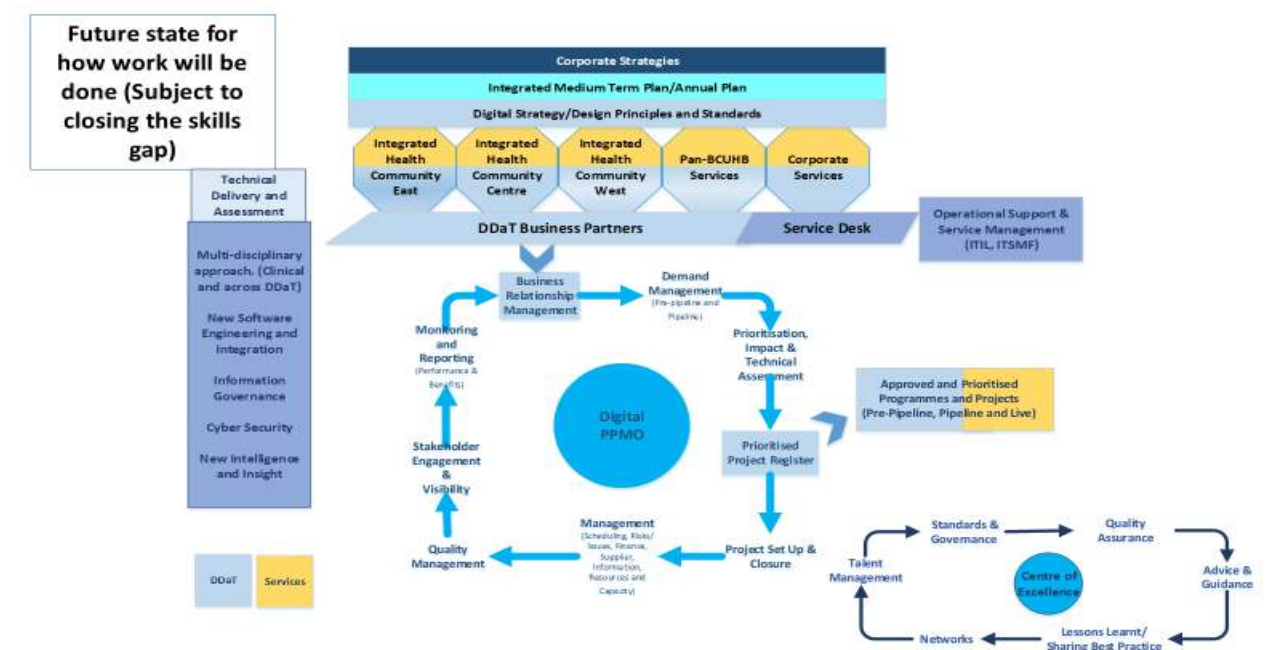 Future state for
how work will be
done (Subject to
closing the skills
gap)
Corporate Strategies
Integrated Medium Term Plan/Annual Plan
Digital Strategy/Design Principles and Standards
Integrated
Health
Community
East
Integrated
Health
Community
Centre
Integrated
Health
Community
West
Pan-BCUHB
Services
Corporate
Services
DDaT Business Partners
Service Desk
Operational Support &
Service Management
(ITIL, ITSMF)
Technical
Delivery and
Assessment
Multi-disciplinary
approach. (Clinical
and across DDaT)
New Software
Engineering and
Integration
Information
Governance
Cyber Security
New Intelligence
and Insight
Business
Relationship
Management
Demand
Management
(Pre-pipeline and
Pipeline)
Prioritisation,
Impact &
Technical
Assessment
Prioritised
Project Register
Approved and Prioritised
Programmes and Projects
(Pre-Pipeline, Pipeline and Live)
Project Set Up &
Closure
Management
(Scheduling, Risks/
Issues, Finance,
Supplier,
Information,
Resources and
Capacity)
Quality
Management
Stakeholder
Engagement
&
Visibility
Monitoring
and
Reporting
(Performance &
Benefits)
Digital
PPMO
DDaT
Services
Standards &
Governance
Quality
Assurance
Advice &
Guidance
Lessons Learnt/
Sharing Best Practice
Networks
Talent
Management
Centre of
Excellence